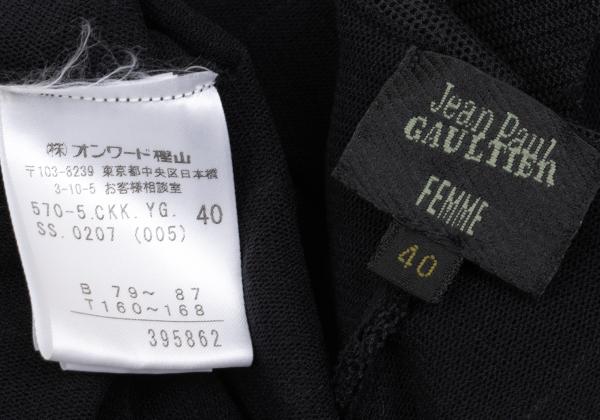 (株)オンワード樫山
〒103-8239 東京都中央区日本橋
3-10-5 お客様相談室
570-5.CKK.YG. 40
SS.0207 (005)
B 79~ 87
T160~168
395862
Jean Paul
GAULTIER
FEMME
40